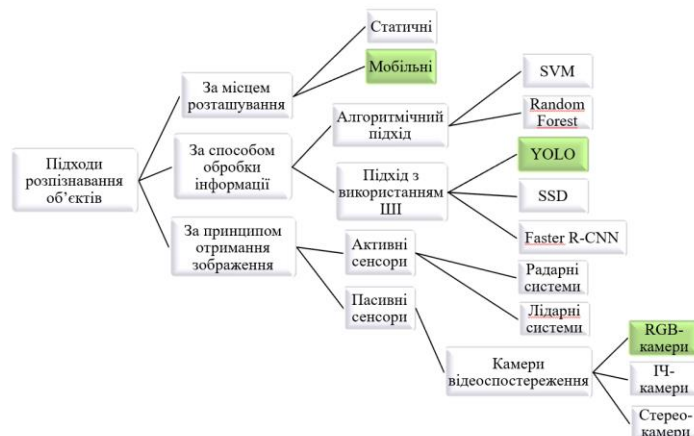 Статичні
Мобільні
За місцем
розташування
SVM
Алгоритмічний
підхід
Random
Forest
За способом
обробки
інформації
Підходи
розпізнавання
об’єктів
YOLO
Підхід з
використанням
ШІ
SSD
За принципом
отримання
зображення
Активні
сенсори
Faster R-CNN
Радарні
системи
Пасивні
сенсори
Лідарні
системи
RGB-
камери
Камери
відеоспостереження
ІЧ-
камери
Стерео-
камери